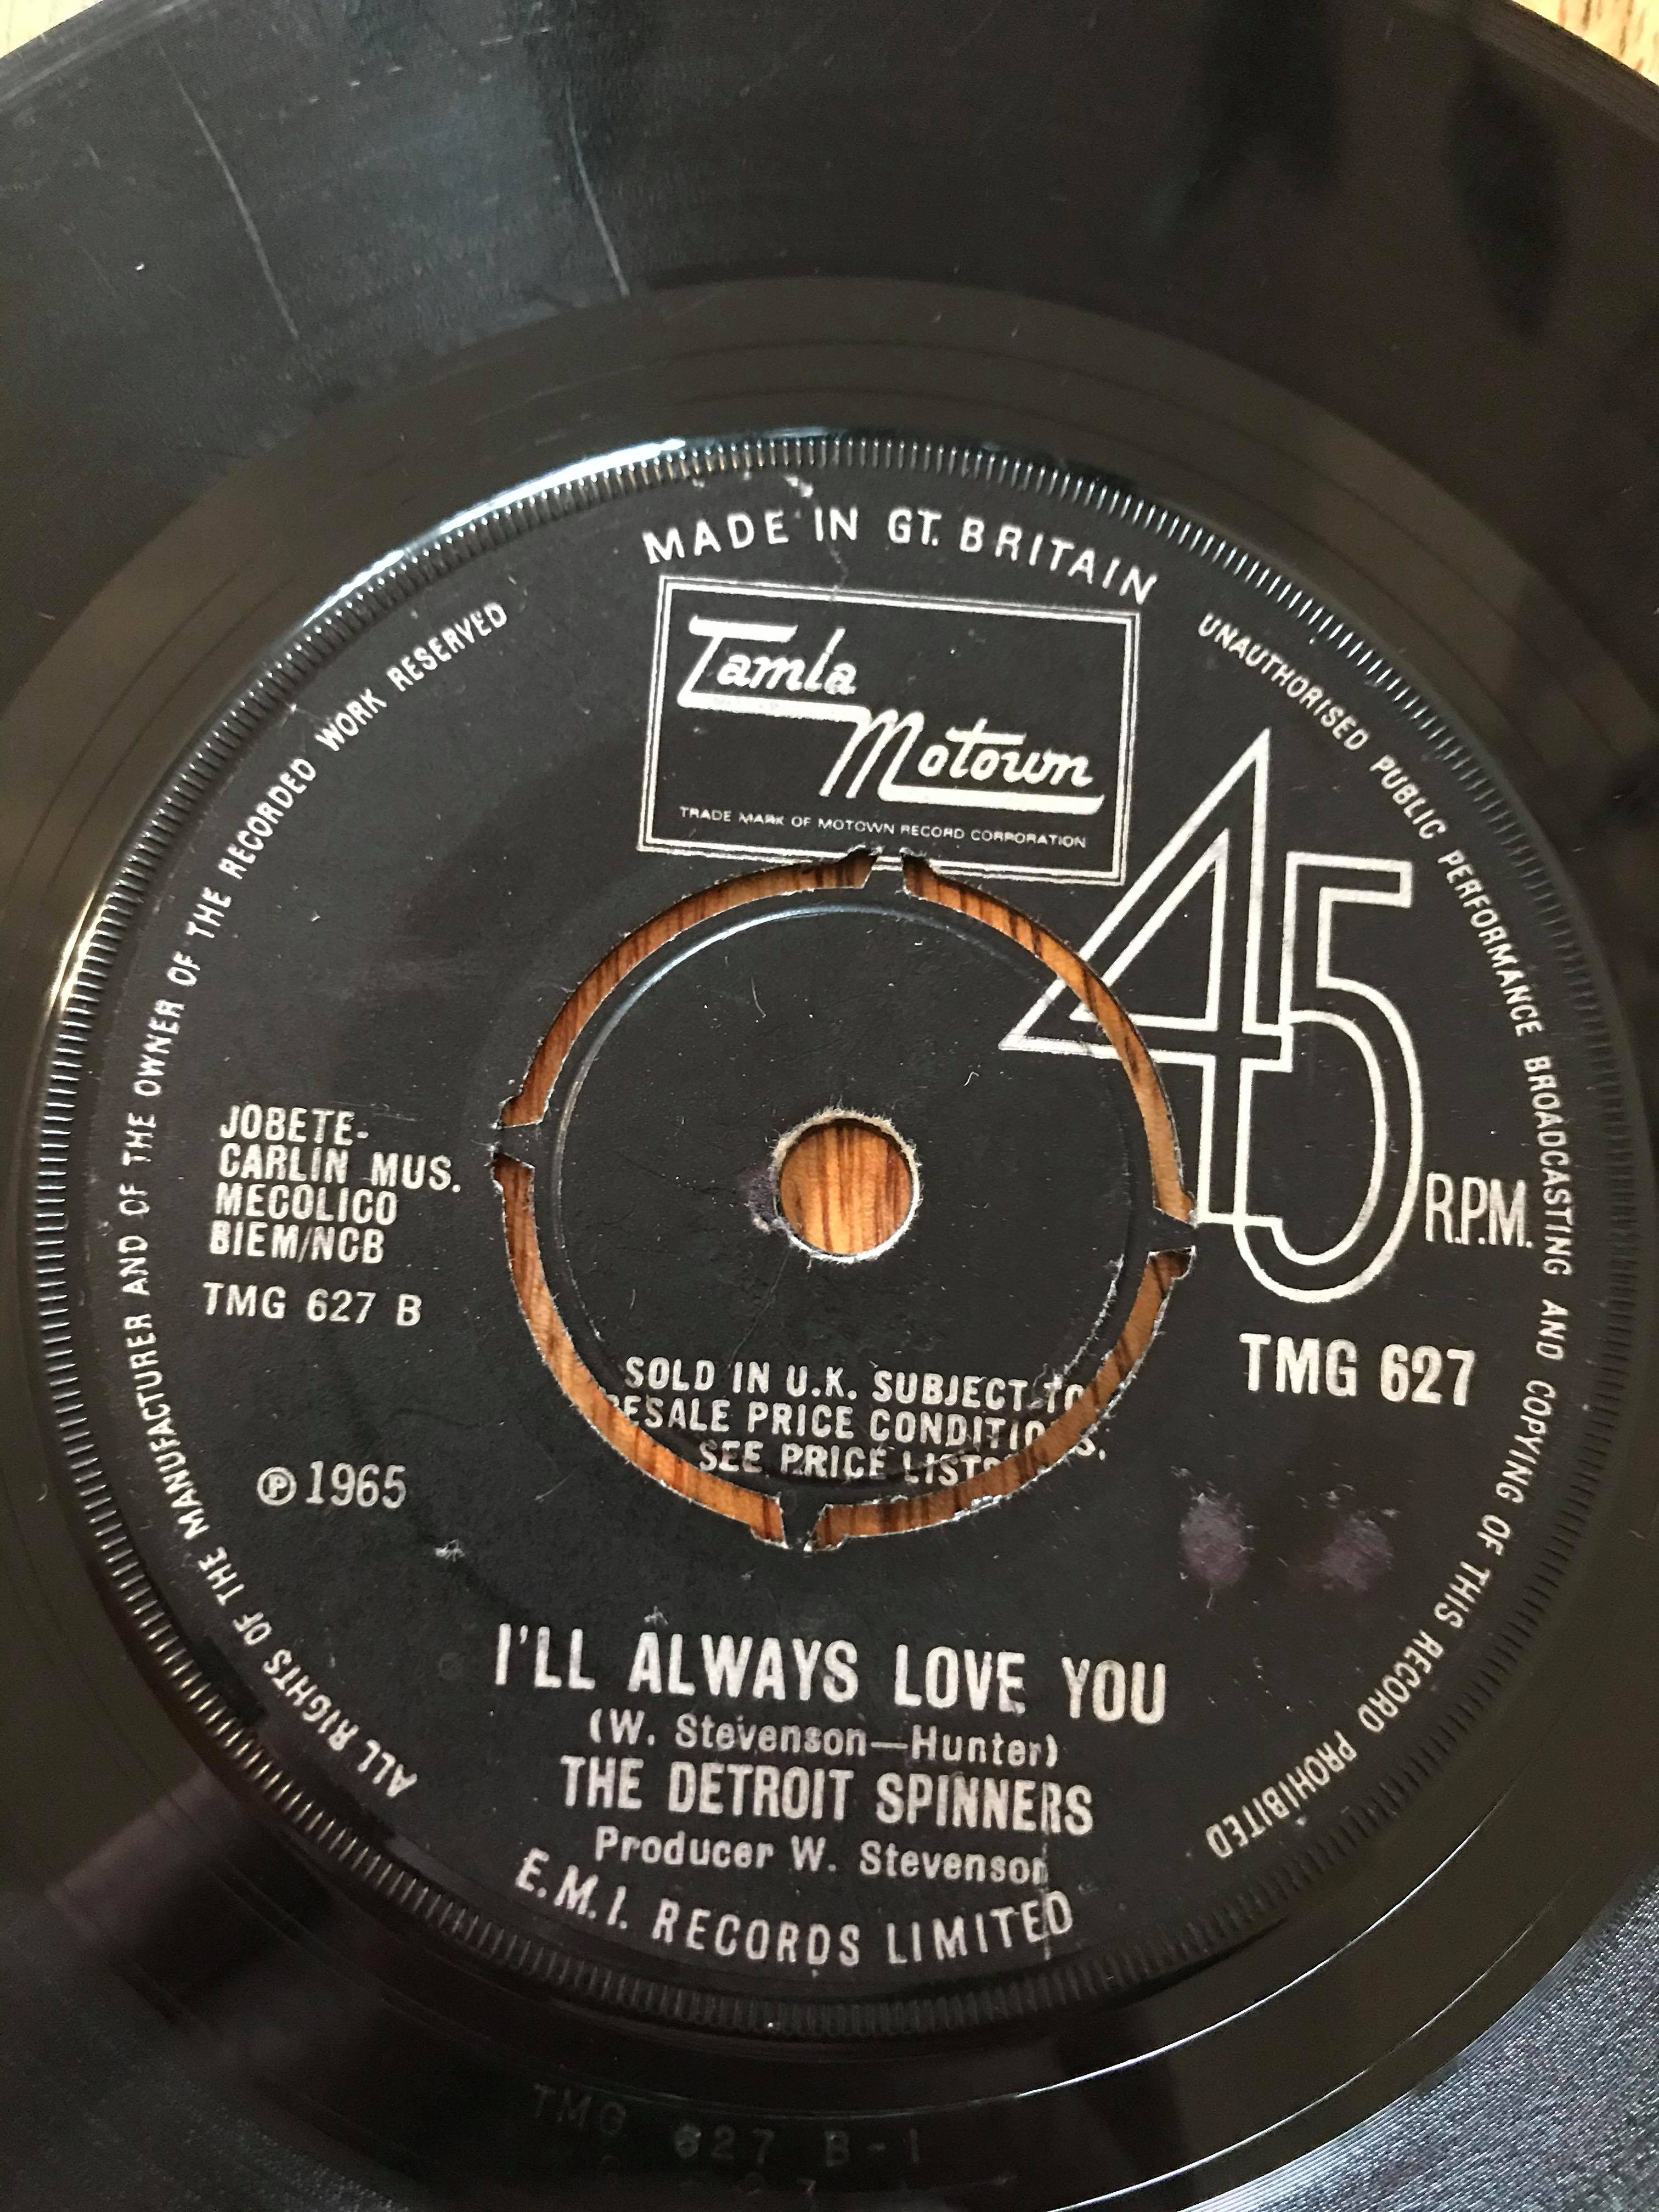 MADE IN GT. BRITAIN
Tamla
Motown
TRADE MARK OF MOTOWN RECORD CORPORATION
45
R.P.M.
JOBETE-
CARLIN MUS.
MECOLICO
BIEM/NCB
TMG 627 B
TMG 627
SOLD IN U.K. SUBJECT TO
RESALE PRICE CONDITIONS,
SEE PRICE LISTS
℗ 1965
I'LL ALWAYS LOVE YOU
(W. Stevenson—Hunter)
THE DETROIT SPINNERS
Producer W. Stevenson
E.M.I. RECORDS LIMITED
ALL RIGHTS OF THE MANUFACTURER AND OF THE OWNER OF THE RECORDED WORK RESERVED
UNAUTHORISED PUBLIC PERFORMANCE BROADCASTING AND COPYING OF THIS RECORD PROHIBITED
TMG 627 B-1